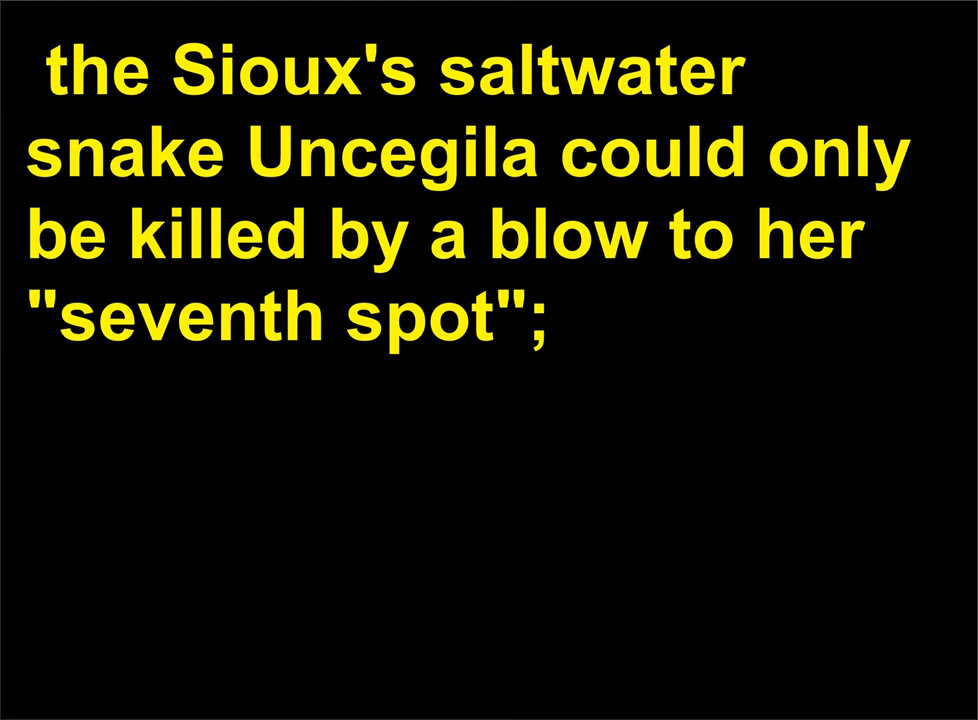 the Sioux's saltwater
snake Uncegila could only
be killed by a blow to her
"seventh spot";